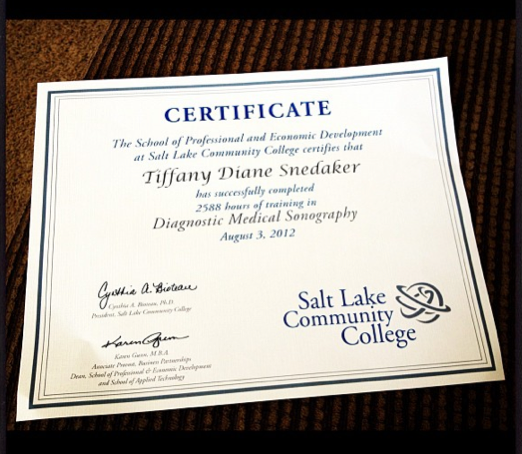 CERTIFICATE
The School of Professional and Economic Development
at Salt Lake Community College certifies that
Tiffany Diane Snedaker
has successfully completed
2588 hours of training in
Diagnostic Medical Sonography
August 3, 2012
Cynthia A. Bioteau
Cynthia A. Bioteau, Ph.D.
President, Salt Lake Community College
Karen Gunn
Karen Gunn, M.B.A.
Associate Provost, Business Partnerships
Dean, School of Professional & Economic Development
and School of Applied Technology
Salt Lake
Community
College